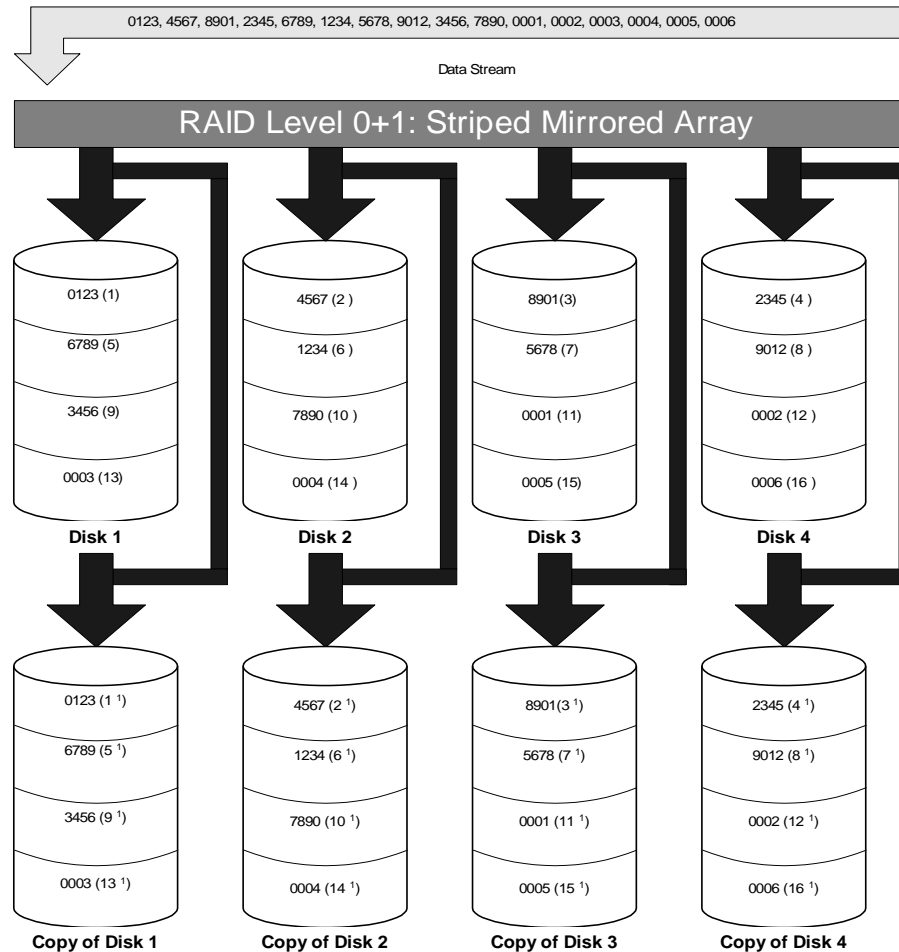 0123, 4567, 8901, 2345, 6789, 1234, 5678, 9012, 3456, 7890, 0001, 0002, 0003, 0004, 0005, 0006
Data Stream
RAID Level 0+1: Striped Mirrored Array
0123 (1)
6789 (5)
3456 (9)
0003 (13)
Disk 1
4567 (2 )
1234 (6 )
7890 (10 )
0004 (14 )
Disk 2
8901(3)
5678 (7)
0001 (11)
0005 (15)
Disk 3
2345 (4 )
9012 (8 )
0002 (12 )
0006 (16 )
Disk 4
0123 (1 ¹)
6789 (5 ¹)
3456 (9 ¹)
0003 (13 ¹)
Copy of Disk 1
4567 (2 ¹)
1234 (6 ¹)
7890 (10 ¹)
0004 (14 ¹)
Copy of Disk 2
8901(3 ¹)
5678 (7 ¹)
0001 (11 ¹)
0005 (15 ¹)
Copy of Disk 3
2345 (4 ¹)
9012 (8 ¹)
0002 (12 ¹)
0006 (16 ¹)
Copy of Disk 4